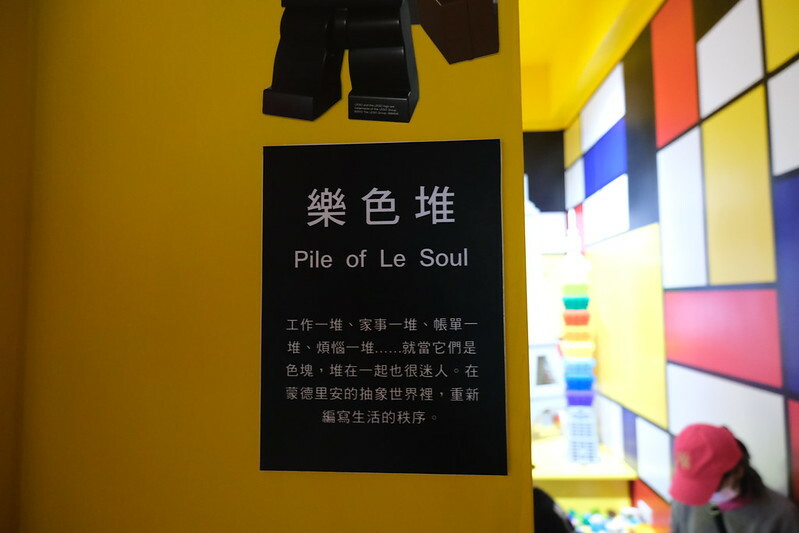 樂色堆
Pile of Le Soul
工作一堆、家事一堆、帳單一
堆、煩惱一堆......就當它們是
色塊，堆在一起也很迷人。在
蒙德里安的抽象世界裡，重新
編寫生活的秩序。